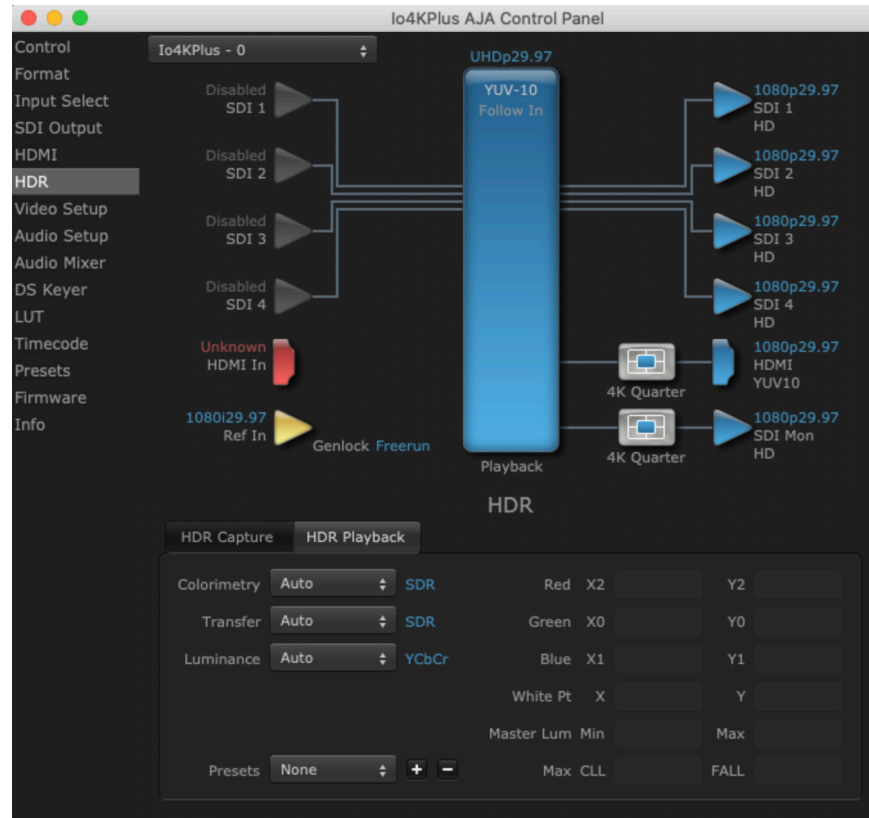 Io4KPlus AJA Control Panel
Control
Format
Input Select
SDI Output
HDMI
HDR
Video Setup
Audio Setup
Audio Mixer
DS Keyer
LUT
Timecode
Presets
Firmware
Info
Io4KPlus - 0
UHDp29.97
YUV-10
Follow In
Playback
Disabled
SDI 1
Disabled
SDI 2
Disabled
SDI 3
Disabled
SDI 4
Unknown
HDMI In
1080i29.97
Ref In
Genlock Freerun
1080p29.97
SDI 1
HD
1080p29.97
SDI 2
HD
1080p29.97
SDI 3
HD
1080p29.97
SDI 4
HD
4K Quarter
1080p29.97
HDMI
YUV10
4K Quarter
1080p29.97
SDI Mon
HD
HDR
HDR Capture HDR Playback
Colorimetry Auto SDR Red X2 Y2
Transfer Auto SDR Green X0 Y0
Luminance Auto YCbCr Blue X1 Y1
White Pt X Y
Master Lum Min Max
Presets None + - Max CLL FALL